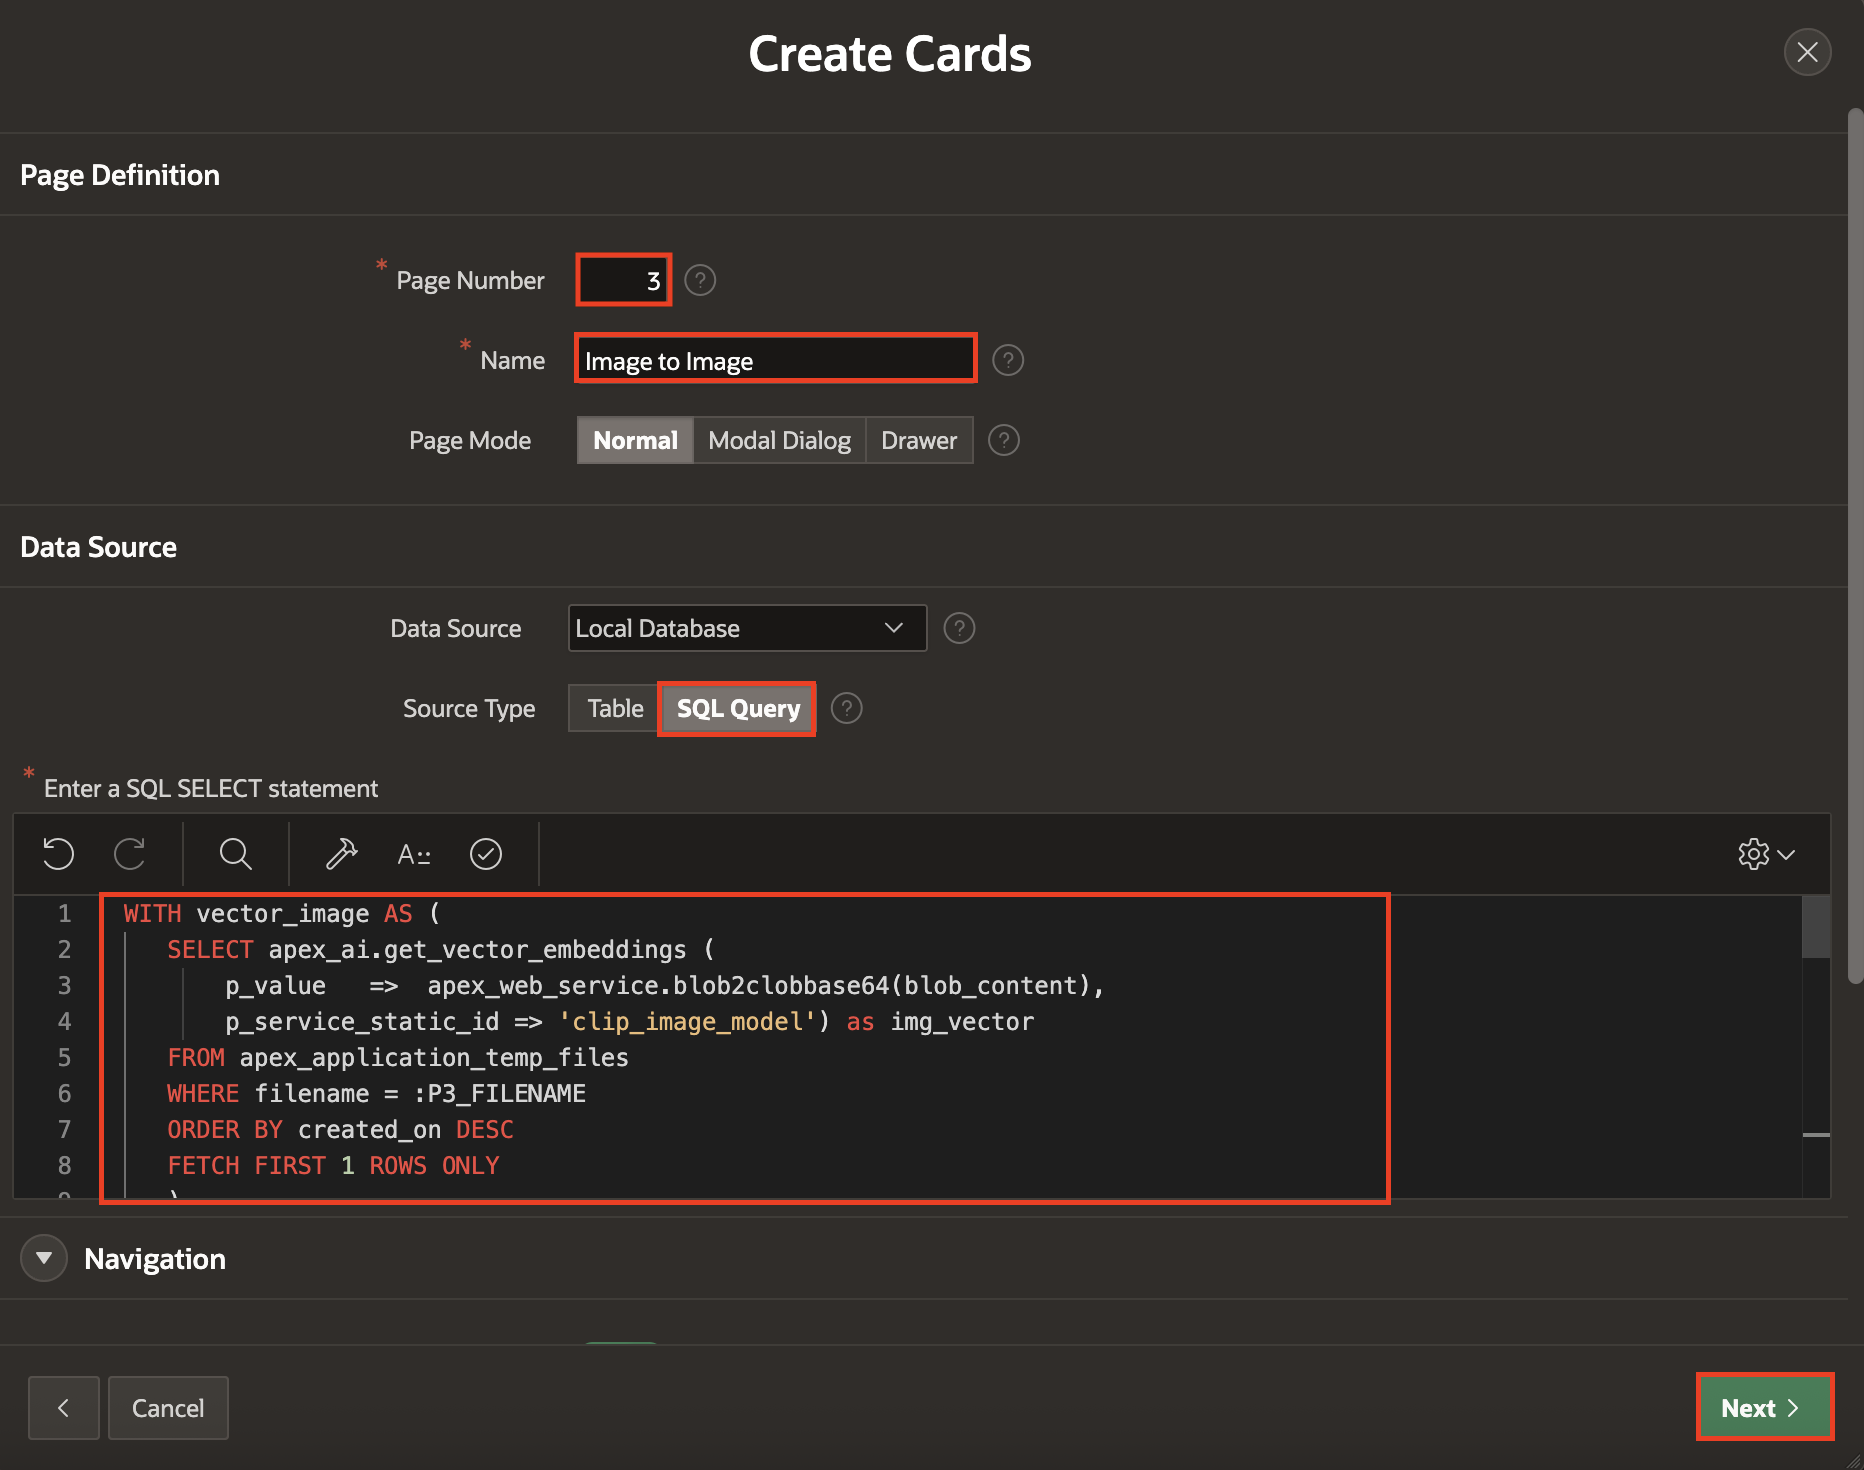 Create Cards
Page Definition
* Page Number 3 ?
* Name Image to Image ?
Page Mode Normal Modal Dialog Drawer ?
Data Source
Data Source Local Database ?
Source Type Table SQL Query ?
* Enter a SQL SELECT statement
1 WITH vector_image AS (
2 SELECT apex_ai.get_vector_embeddings (
3 p_value => apex_web_service.blob2clobbase64(blob_content),
4 p_service_static_id => 'clip_image_model') as img_vector
5 FROM apex_application_temp_files
6 WHERE filename = :P3_FILENAME
7 ORDER BY created_on DESC
8 FETCH FIRST 1 ROWS ONLY
9 )
Navigation
Cancel
Next